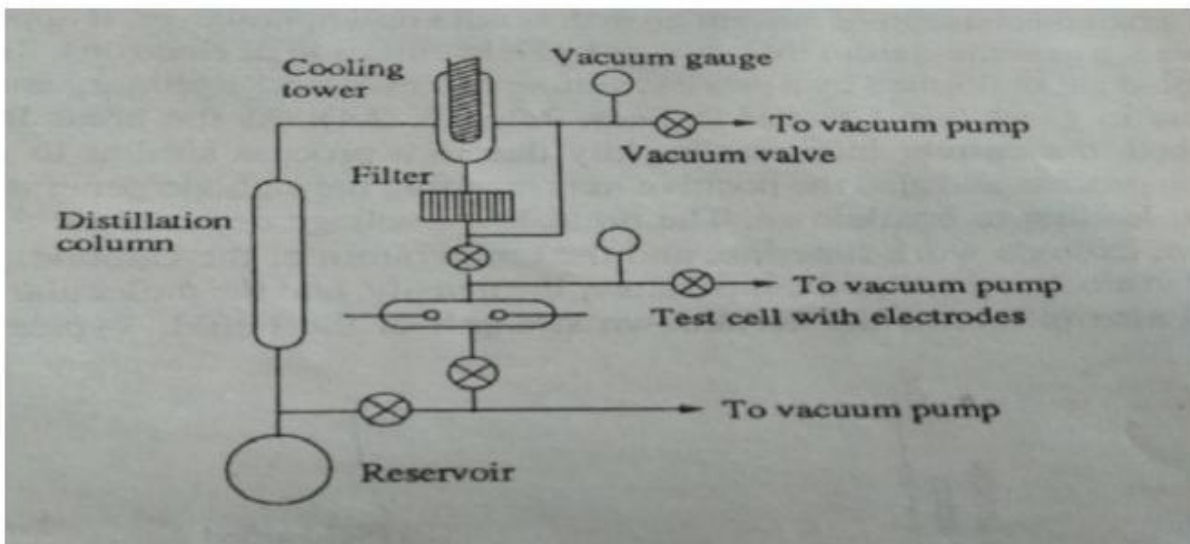 Cooling
tower
Vacuum gauge
To vacuum pump
Vacuum valve
Filter
Distillation
column
To vacuum pump
Test cell with electrodes
To vacuum pump
Reservoir